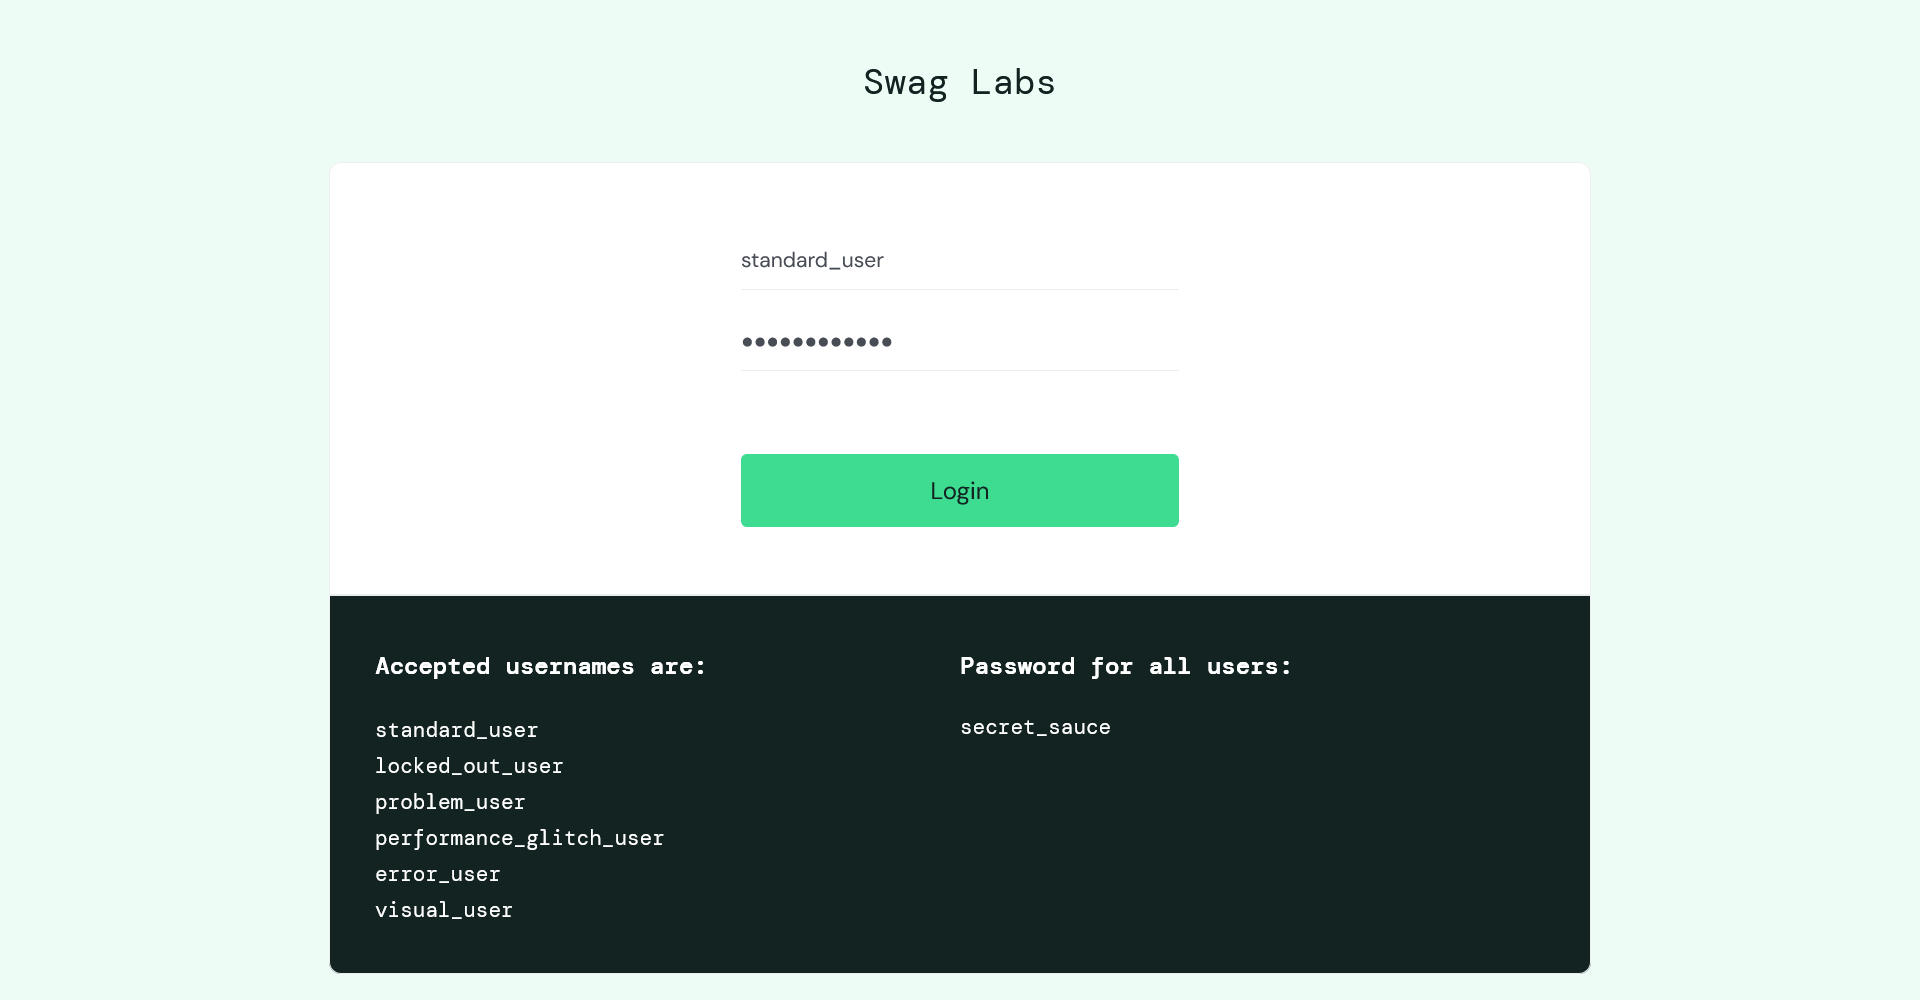 Swag Labs
standard_user
••••••••••••
Login
Accepted usernames are:
standard_user
locked_out_user
problem_user
performance_glitch_user
error_user
visual_user
Password for all users:
secret_sauce